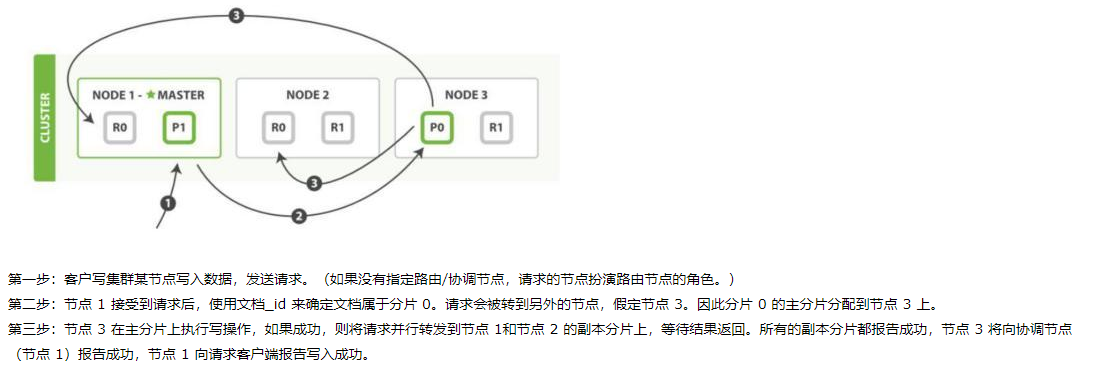 3
CLUSTER
NODE 1 - ★MASTER
NODE 2
NODE 3
R0
P1
R0
R1
P0
R1
3
1
2
第一步：客户写集群某节点写入数据，发送请求。（如果没有指定路由/协调节点，请求的节点扮演路由节点的角色。）
第二步：节点 1 接受到请求后，使用文档_id 来确定文档属于分片 0。请求会被转到另外的节点，假定节点 3。因此分片 0 的主分片分配到节点 3 上。
第三步：节点 3 在主分片上执行写操作，如果成功，则将请求并行转发到节点 1和节点 2 的副本分片上，等待结果返回。所有的副本分片都报告成功，节点 3 将向协调节点
（节点 1）报告成功，节点 1 向请求客户端报告写入成功。